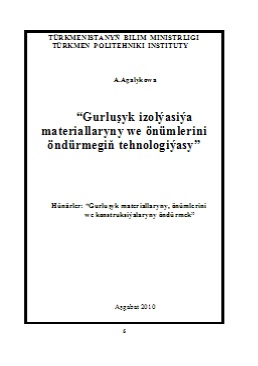 TÜRKMENISTANYŇ BILIM MINISTRLIGI
TÜRKMEN POLITEHNIKI INSTITUTY
A.Agalykowa
“Gurluşyk izolýasiýa
materiallaryny we önümlerini
öndürmegiň tehnologiýasy”
Hünärler: “Gurluşyk materiallaryny, önümlerini
we konstruksiýalaryny öndürmek”
Aşgabat 2010